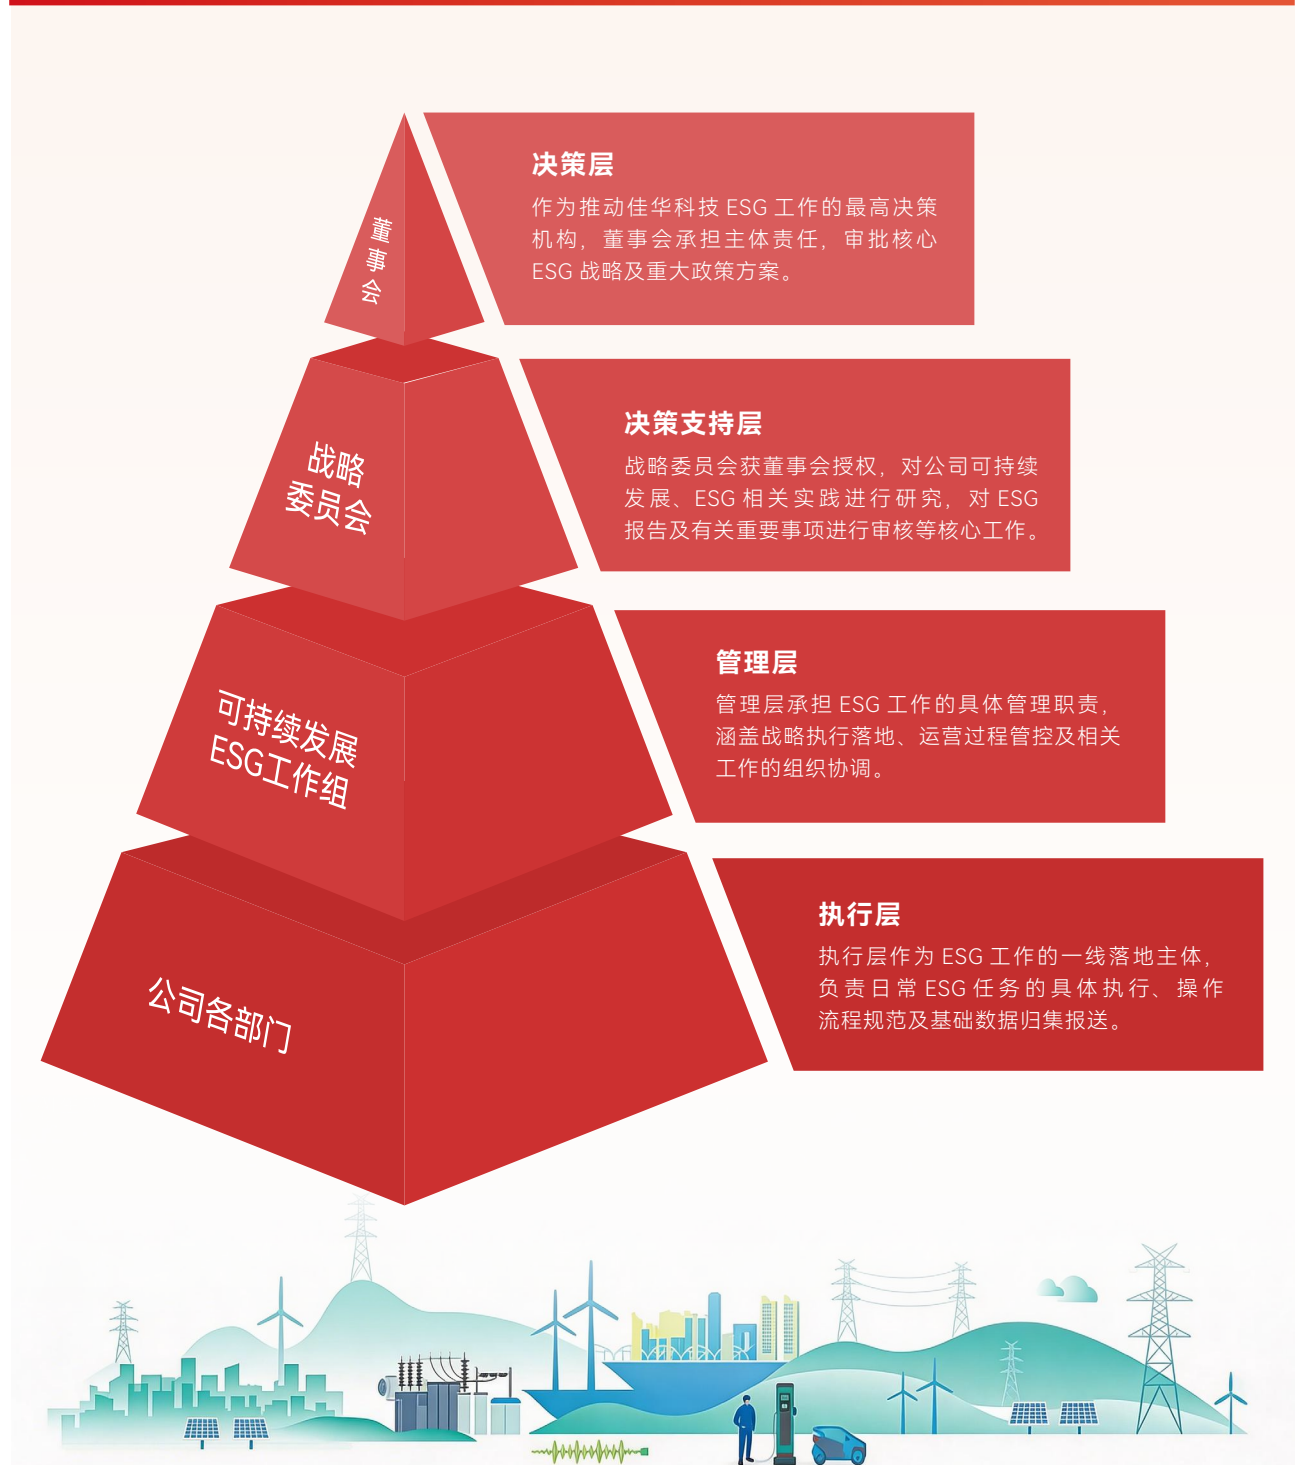 董
事
会
决策层
作为推动佳华科技 ESG 工作的最高决策
机构，董事会承担主体责任，审批核心
ESG 战略及重大政策方案。
战略
委员会
决策支持层
战略委员会获董事会授权，对公司可持续
发展、ESG 相关实践进行研究，对 ESG
报告及有关重要事项进行审核等核心工作。
可持续发展
ESG工作组
管理层
管理层承担 ESG 工作的具体管理职责，
涵盖战略执行落地、运营过程管控及相关
工作的组织协调。
公司各部门
执行层
执行层作为 ESG 工作的一线落地主体，
负责日常 ESG 任务的具体执行、操作
流程规范及基础数据归集报送。